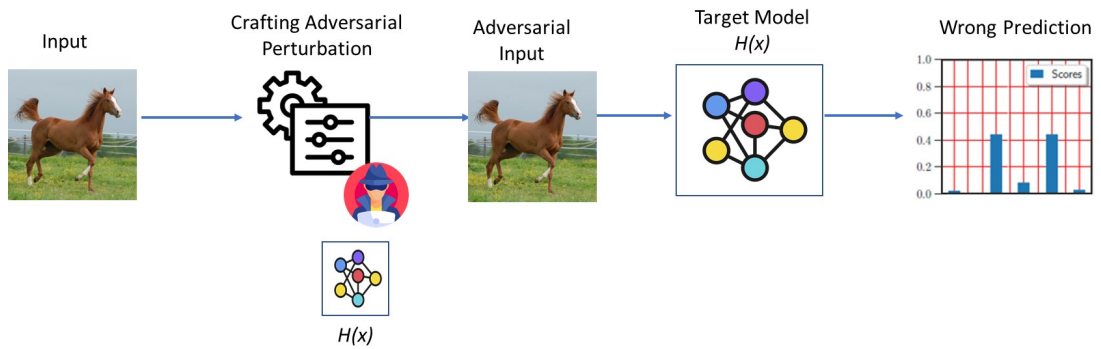 Input
Crafting Adversarial
Perturbation
Adversarial
Input
Target Model
H(x)
Wrong Prediction
1.0
Scores
0.8
0.6
0.4
0.2
0.0
H(x)